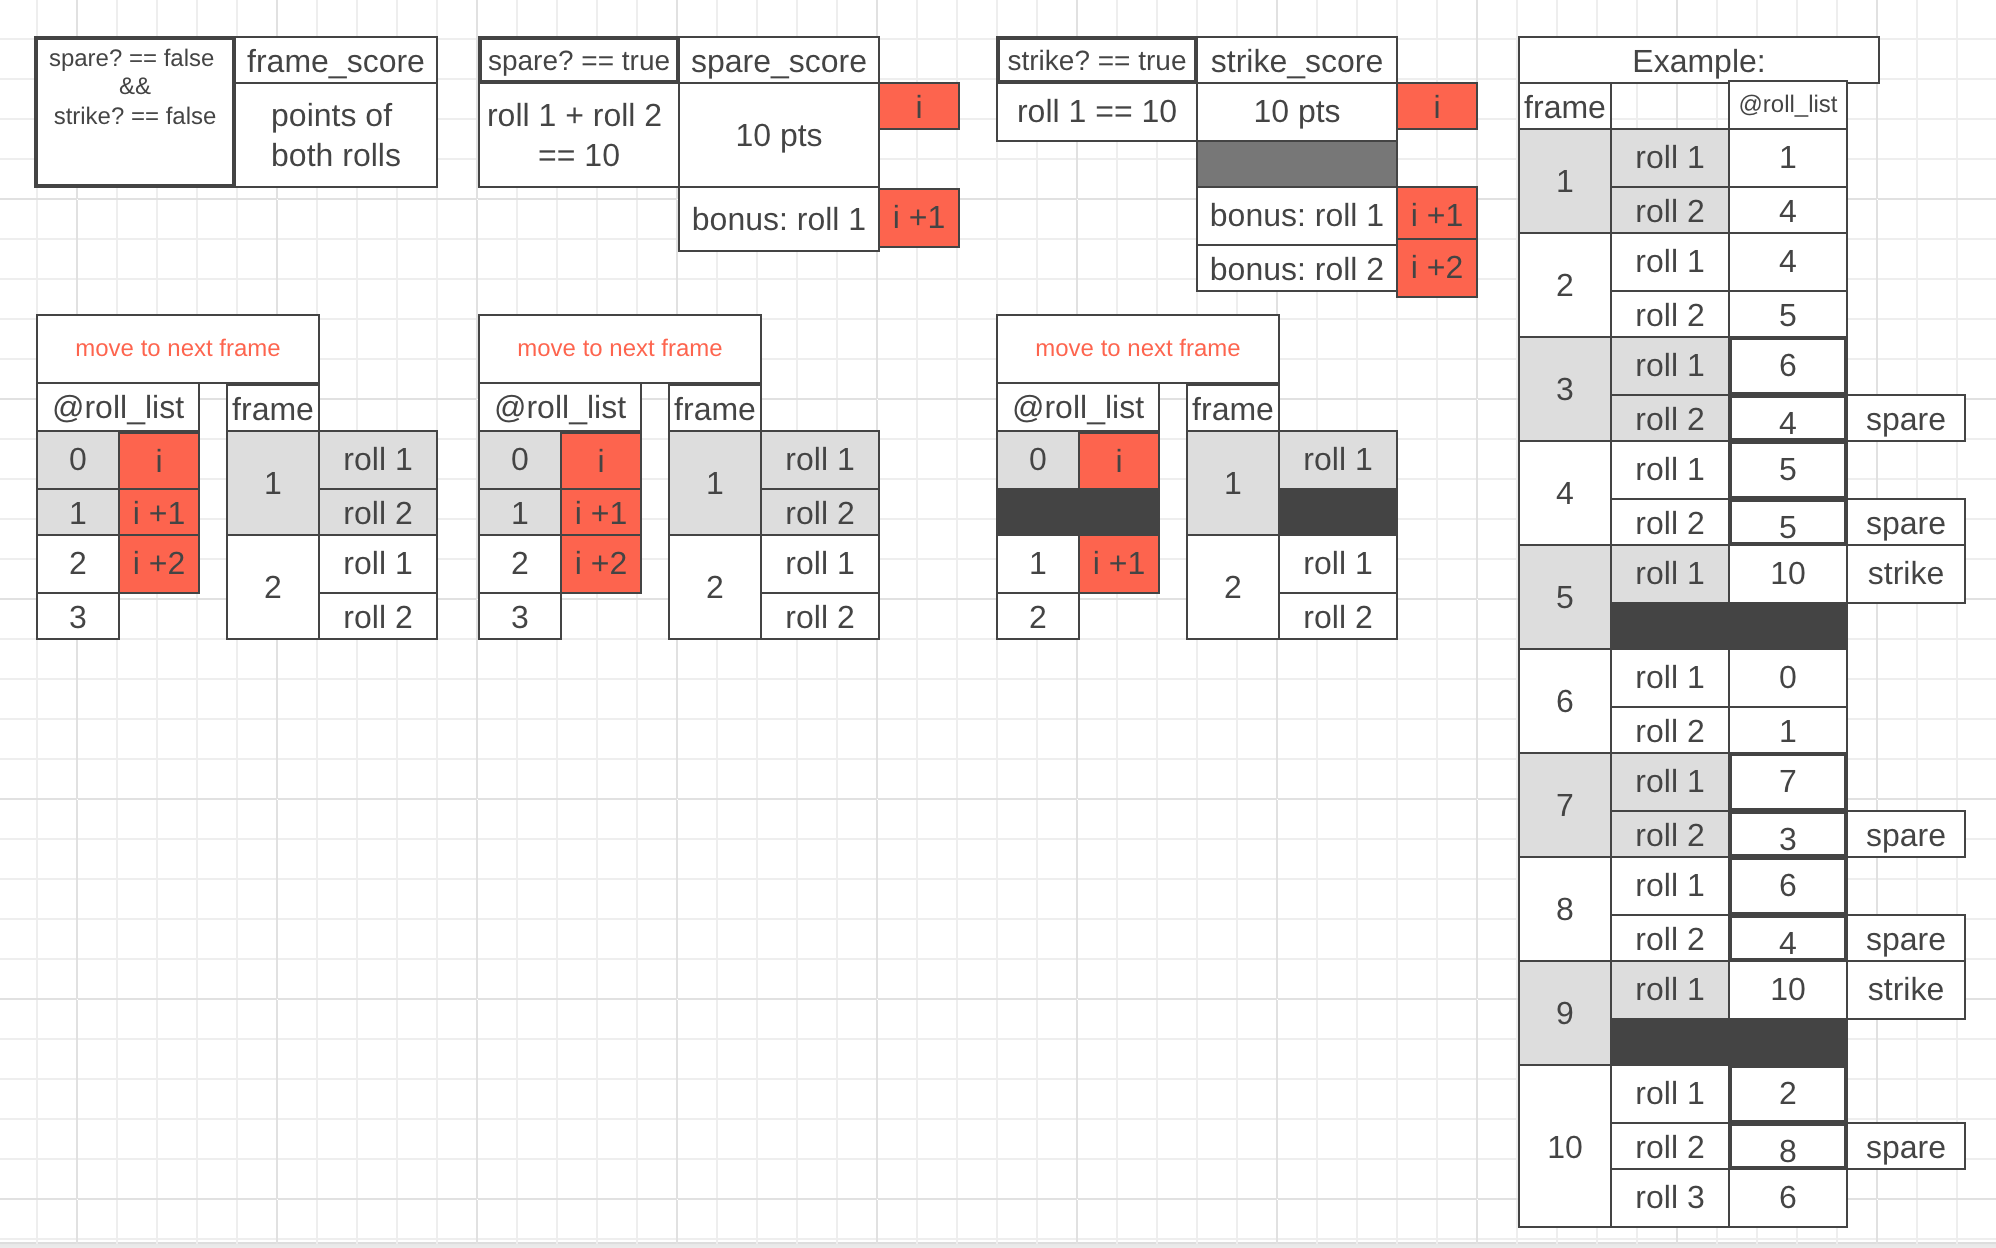 spare? == false
&&
strike? == false
frame_score
points of
both rolls
spare? == true
spare_score
roll 1 + roll 2
== 10
10 pts
i
bonus: roll 1
i +1
strike? == true
strike_score
roll 1 == 10
10 pts
i
bonus: roll 1
i +1
bonus: roll 2
i +2
move to next frame
@roll_list
frame
0
i
1
roll 1
1
i +1
roll 2
2
i +2
2
roll 1
3
roll 2
move to next frame
@roll_list
frame
0
i
1
roll 1
1
i +1
roll 2
2
i +2
2
roll 1
3
roll 2
move to next frame
@roll_list
frame
0
i
1
roll 1
1
i +1
2
roll 1
2
roll 2
Example:
frame
@roll_list
1
roll 1
1
roll 2
4
2
roll 1
4
roll 2
5
3
roll 1
6
roll 2
4
spare
4
roll 1
5
roll 2
5
spare
5
roll 1
10
strike
6
roll 1
0
roll 2
1
7
roll 1
7
roll 2
3
spare
8
roll 1
6
roll 2
4
spare
9
roll 1
10
strike
10
roll 1
2
roll 2
8
spare
roll 3
6